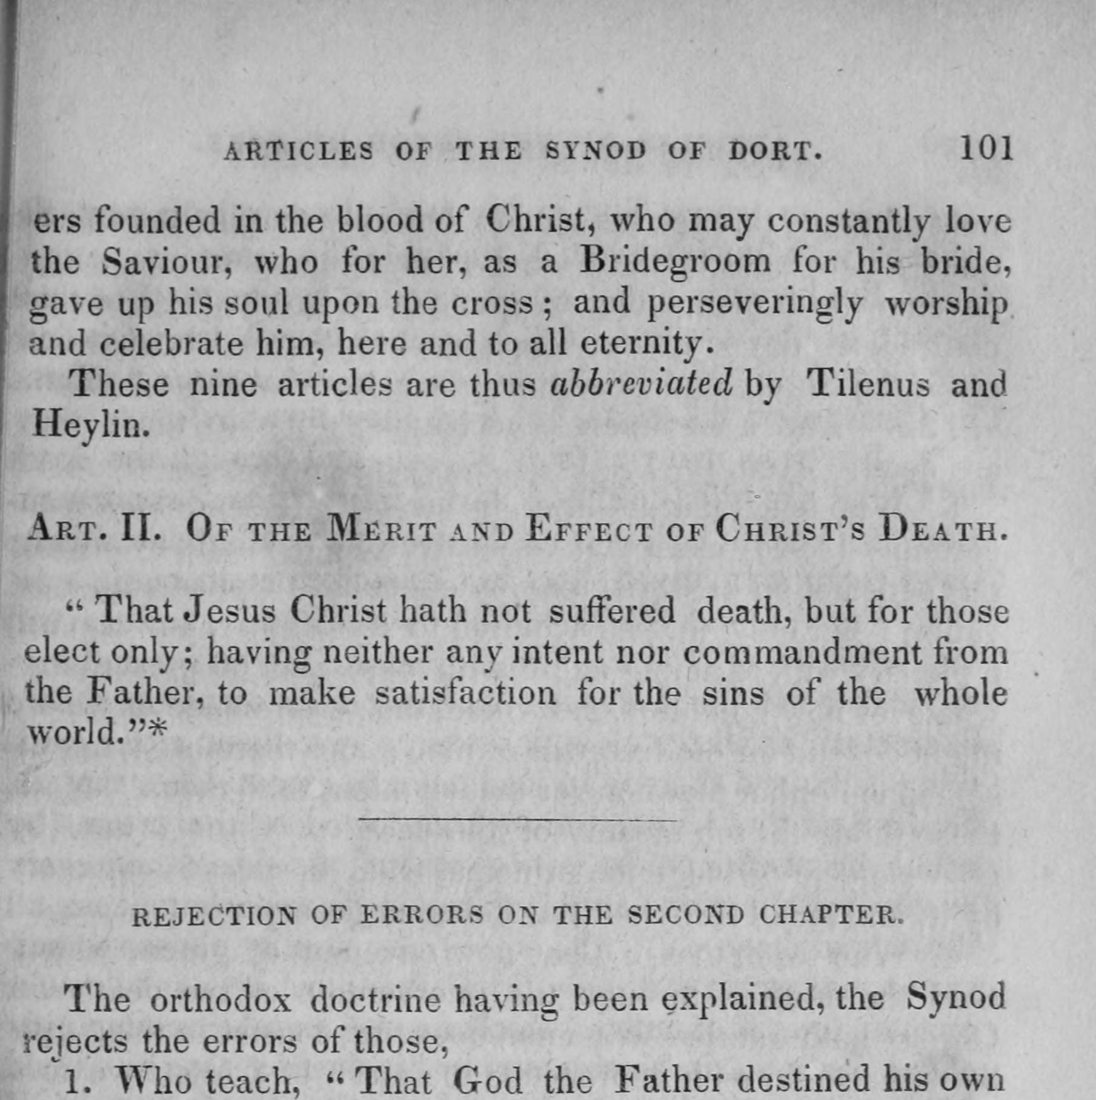 ARTICLES OF THE SYNOD OF DORT. 101
ers founded in the blood of Christ, who may constantly love
the Saviour, who for her, as a Bridegroom for his bride,
gave up his soul upon the cross; and perseveringly worship
and celebrate him, here and to all eternity.
These nine articles are thus abbreviated by Tilenus and
Heylin.
ART. II. OF THE MERIT AND EFFECT OF CHRIST'S DEATH.
“ That Jesus Christ hath not suffered death, but for those
elect only; having neither any intent nor commandment from
the Father, to make satisfaction for the sins of the whole
world.”*
REJECTION OF ERRORS ON THE SECOND CHAPTER.
The orthodox doctrine having been explained, the Synod
rejects the errors of those,
1. Who teach, “ That God the Father destined his own